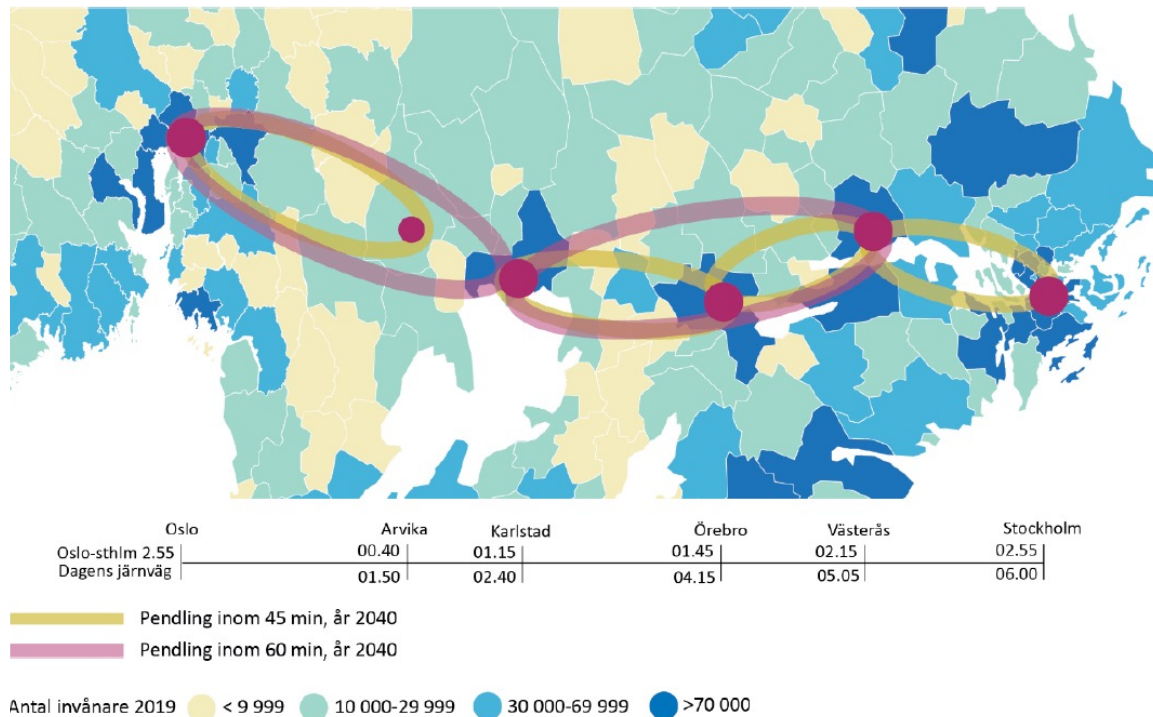 Oslo Arvika Karlstad Örebro Västerås Stockholm
Oslo-sthlm 2.55 00.40 01.15 01.45 02.15 02.55
Dagens järnväg 01.50 02.40 04.15 05.05 06.00
Pendling inom 45 min, år 2040
Pendling inom 60 min, år 2040
Antal invånare 2019 < 9 999 10 000-29 999 30 000-69 999 >70 000